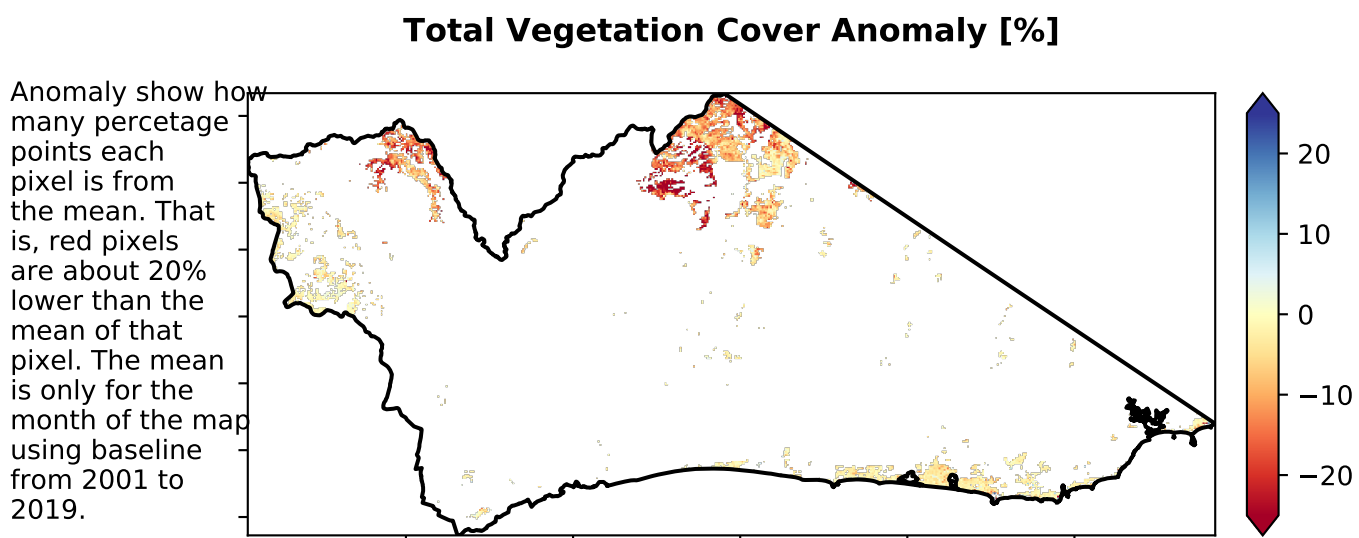 Total Vegetation Cover Anomaly [%]
Anomaly show how
many percetage
points each
pixel is from
the mean. That
is, red pixels
are about 20%
lower than the
mean of that
pixel. The mean
is only for the
month of the map
using baseline
from 2001 to
2019.
20
10
0
−10
−20